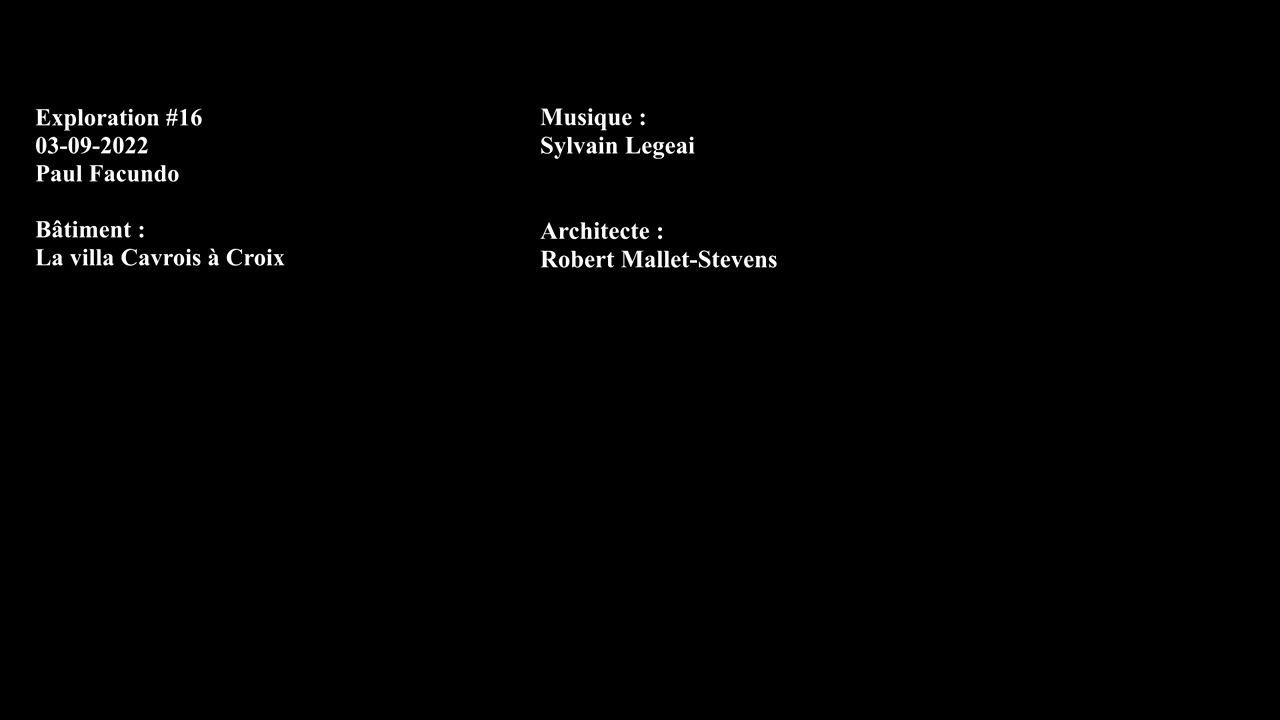 Exploration #16
03-09-2022
Paul Facundo
Bâtiment :
La villa Cavrois à Croix
Musique :
Sylvain Legeai
Architecte :
Robert Mallet-Stevens